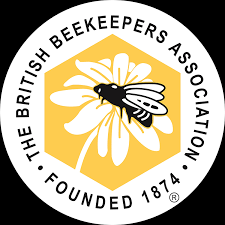 THE BRITISH BEEKEEPERS ASSOCIATION
• FOUNDED 1874 •
®